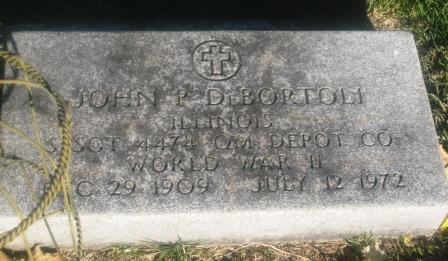 JOHN P DEBORTOLI
ILLINOIS
S SGT 4474 QM DEPOT CO
WORLD WAR II
C 29 1909 JULY 12 1972